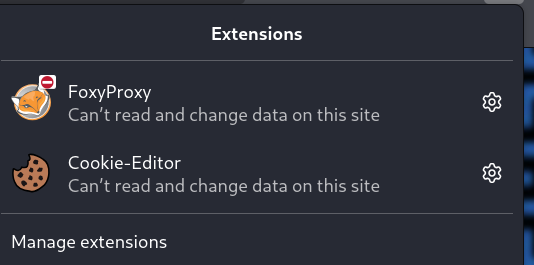 Extensions
FoxyProxy
Can’t read and change data on this site
Cookie-Editor
Can’t read and change data on this site
Manage extensions